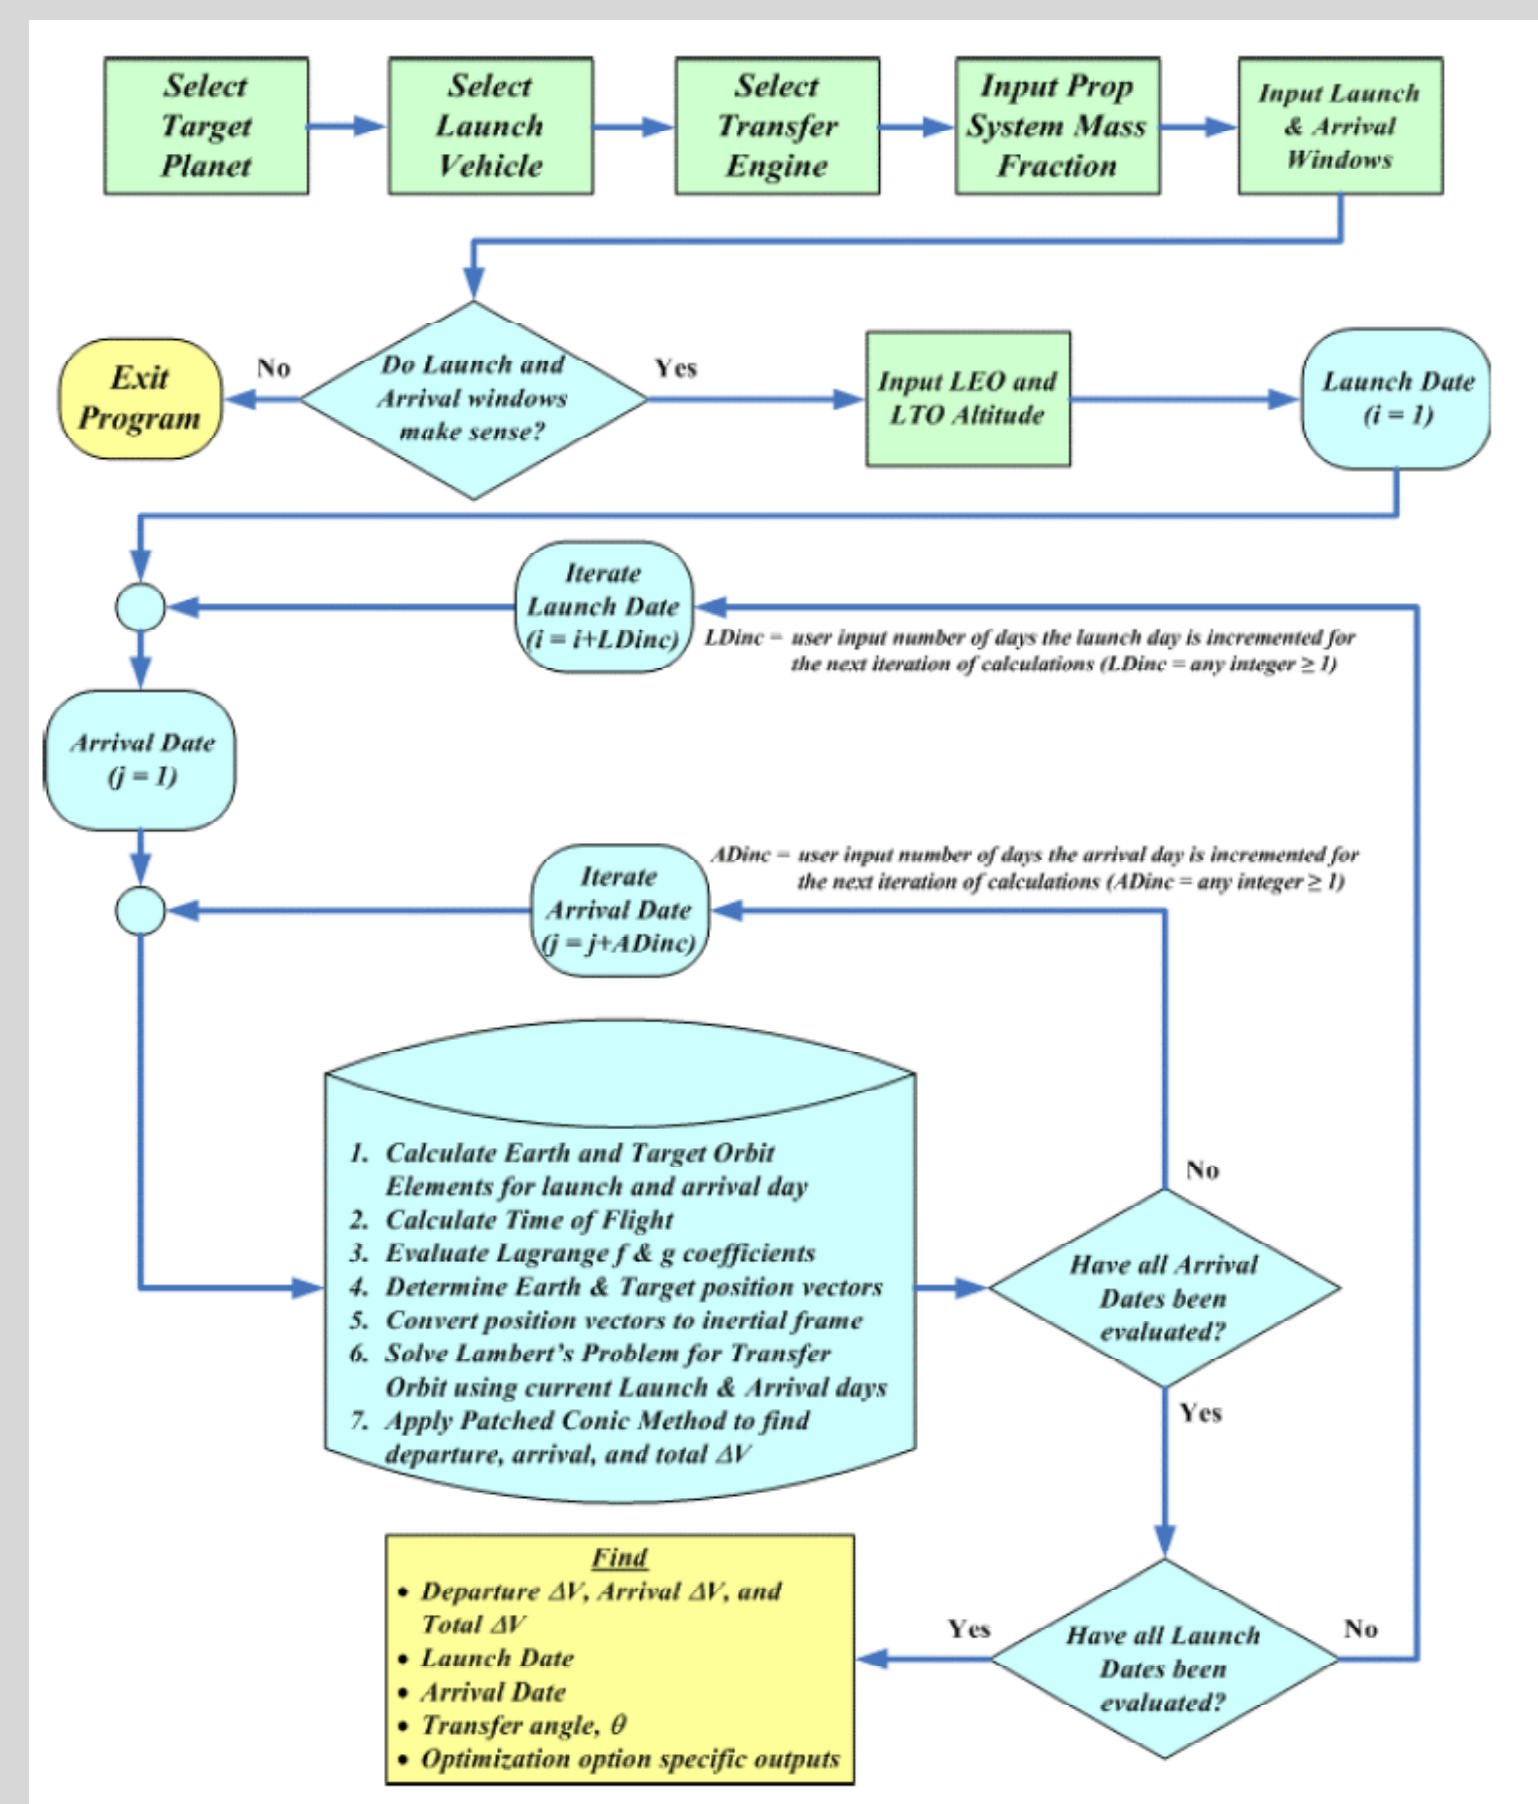 Select
Target
Planet
Select
Launch
Vehicle
Select
Transfer
Engine
Input Prop
System Mass
Fraction
Input Launch
& Arrival
Windows
Exit
Program
No
Do Launch and
Arrival windows
make sense?
Yes
Input LEO and
LTO Altitude
Launch Date
(i = 1)
Iterate
Launch Date
(i = i+LDinc)
LDinc = user input number of days the launch day is incremented for
the next iteration of calculations (LDinc = any integer ≥ 1)
Arrival Date
(j = 1)
Iterate
Arrival Date
(j = j+ADinc)
ADinc = user input number of days the arrival day is incremented for
the next iteration of calculations (ADinc = any integer ≥ 1)
1. Calculate Earth and Target Orbit
Elements for launch and arrival day
2. Calculate Time of Flight
3. Evaluate Lagrange f & g coefficients
4. Determine Earth & Target position vectors
5. Convert position vectors to inertial frame
6. Solve Lambert's Problem for Transfer
Orbit using current Launch & Arrival days
7. Apply Patched Conic Method to find
departure, arrival, and total ΔV
No
Have all Arrival
Dates been
evaluated?
Yes
Find
• Departure ΔV, Arrival ΔV, and
Total ΔV
• Launch Date
• Arrival Date
• Transfer angle, θ
• Optimization option specific outputs
Yes
Have all Launch
Dates been
evaluated?
No